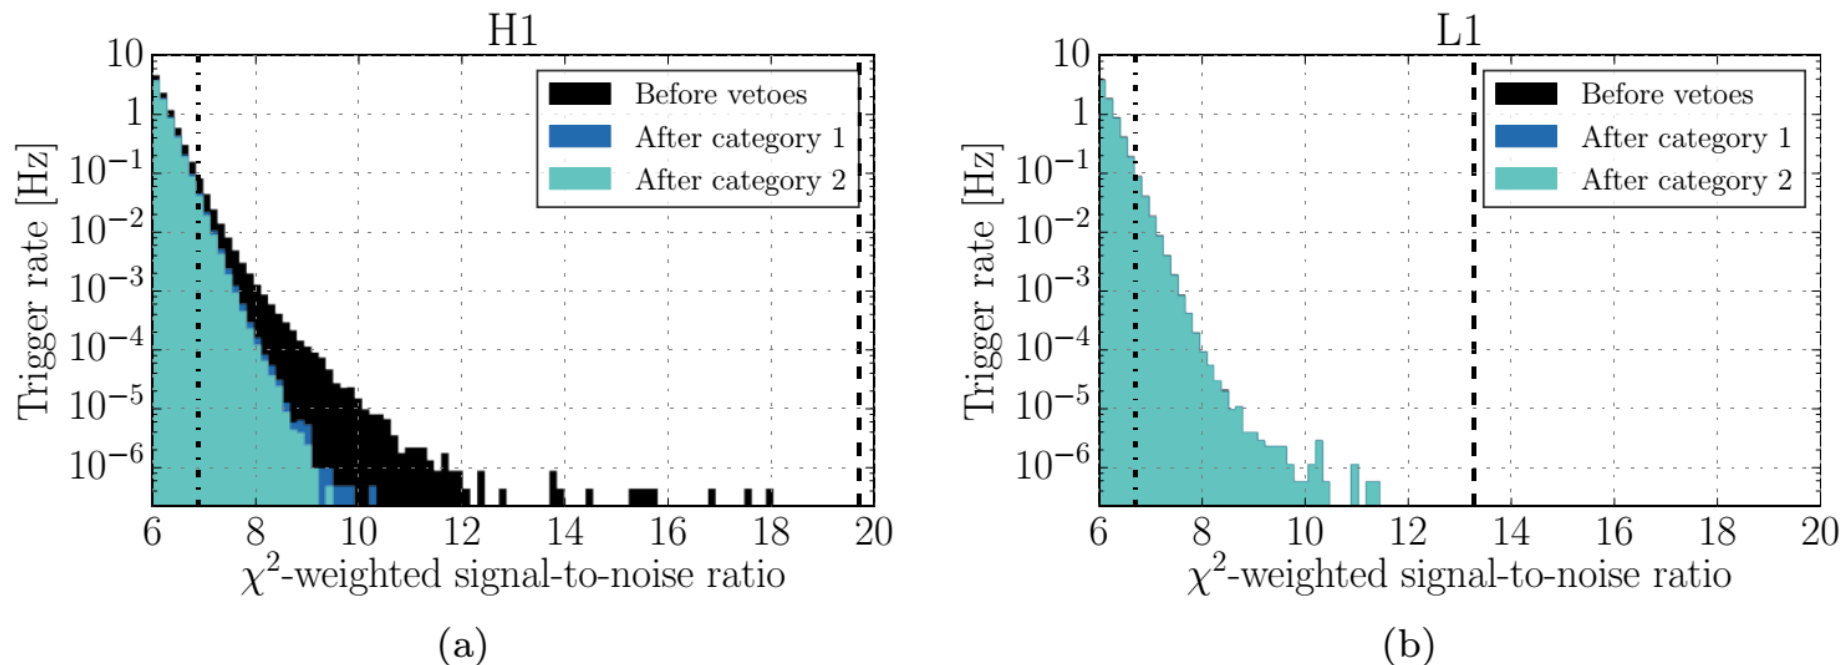 H1
Trigger rate [Hz]
10
1
10⁻¹
10⁻²
10⁻³
10⁻⁴
10⁻⁵
10⁻⁶
Before vetoes
After category 1
After category 2
6 8 10 12 14 16 18 20
χ²-weighted signal-to-noise ratio
(a)
L1
Trigger rate [Hz]
10
1
10⁻¹
10⁻²
10⁻³
10⁻⁴
10⁻⁵
10⁻⁶
Before vetoes
After category 1
After category 2
6 8 10 12 14 16 18 20
χ²-weighted signal-to-noise ratio
(b)